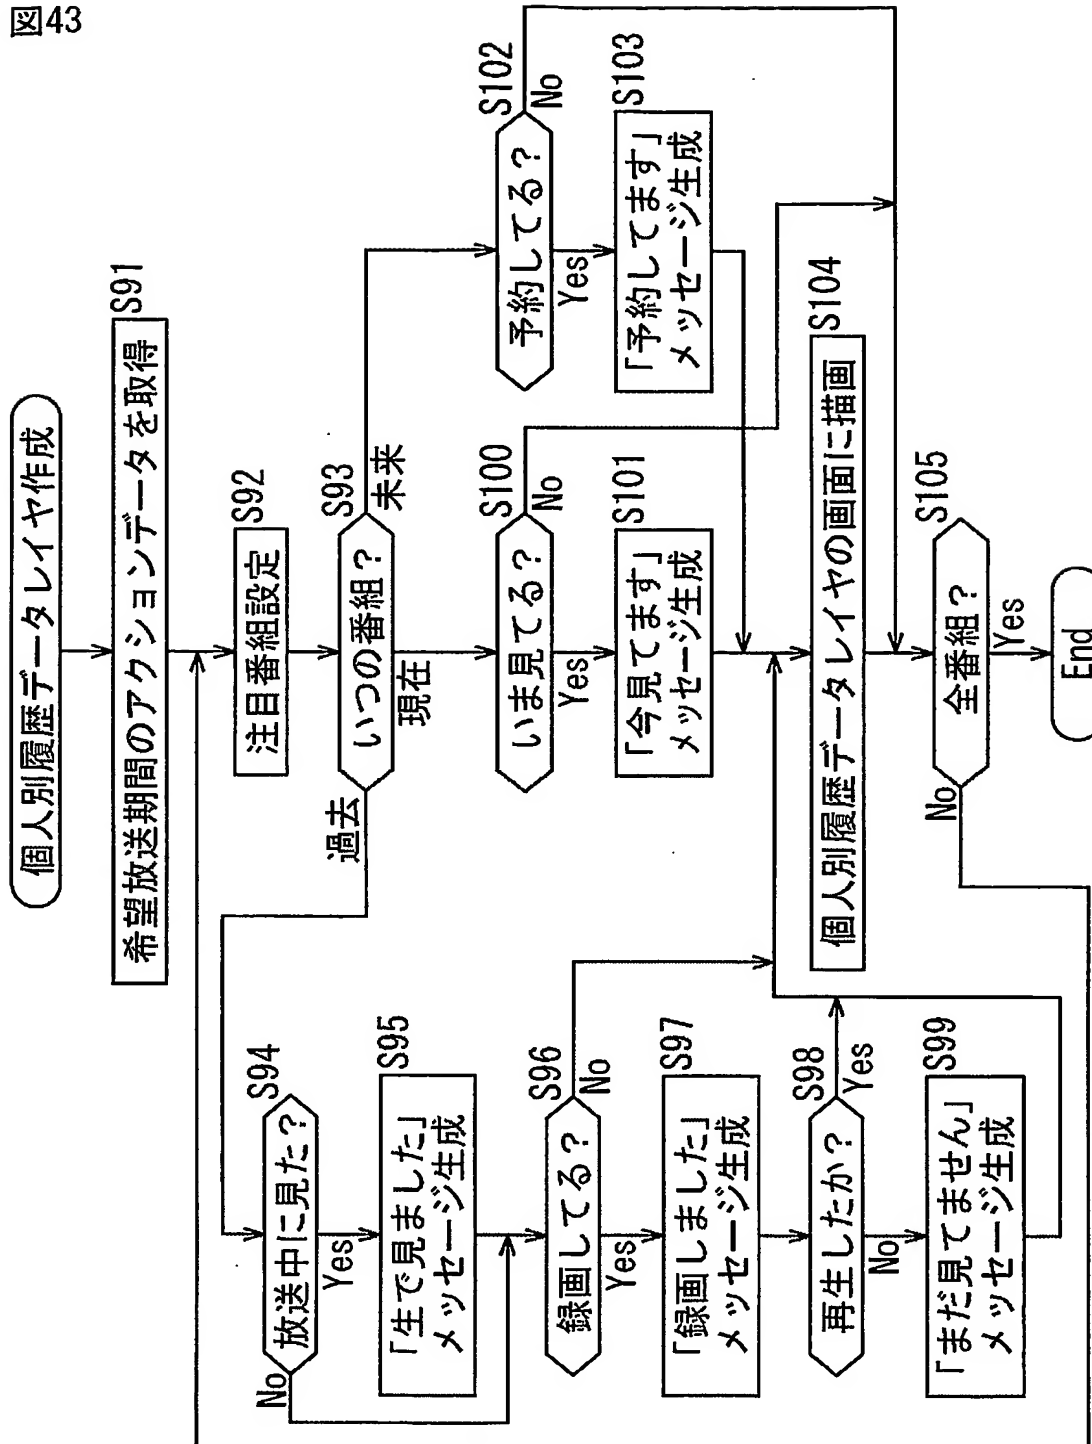 図43
個人別履歴データレイヤ作成
希望放送期間のアクションデータを取得
S91
注目番組設定
S92
いつの番組？
S93
過去
現在
未来
放送中に見た？
S94
No
Yes
「生で見ました」
メッセージ生成
S95
録画してる？
S96
No
Yes
「録画しました」
メッセージ生成
S97
再生したか？
S98
Yes
No
「まだ見てません」
メッセージ生成
S99
いま見てる？
S100
No
Yes
「今見てます」
メッセージ生成
S101
予約してる？
S102
No
Yes
「予約してます」
メッセージ生成
S103
個人別履歴データレイヤの画面に描画
S104
全番組？
S105
No
Yes
End